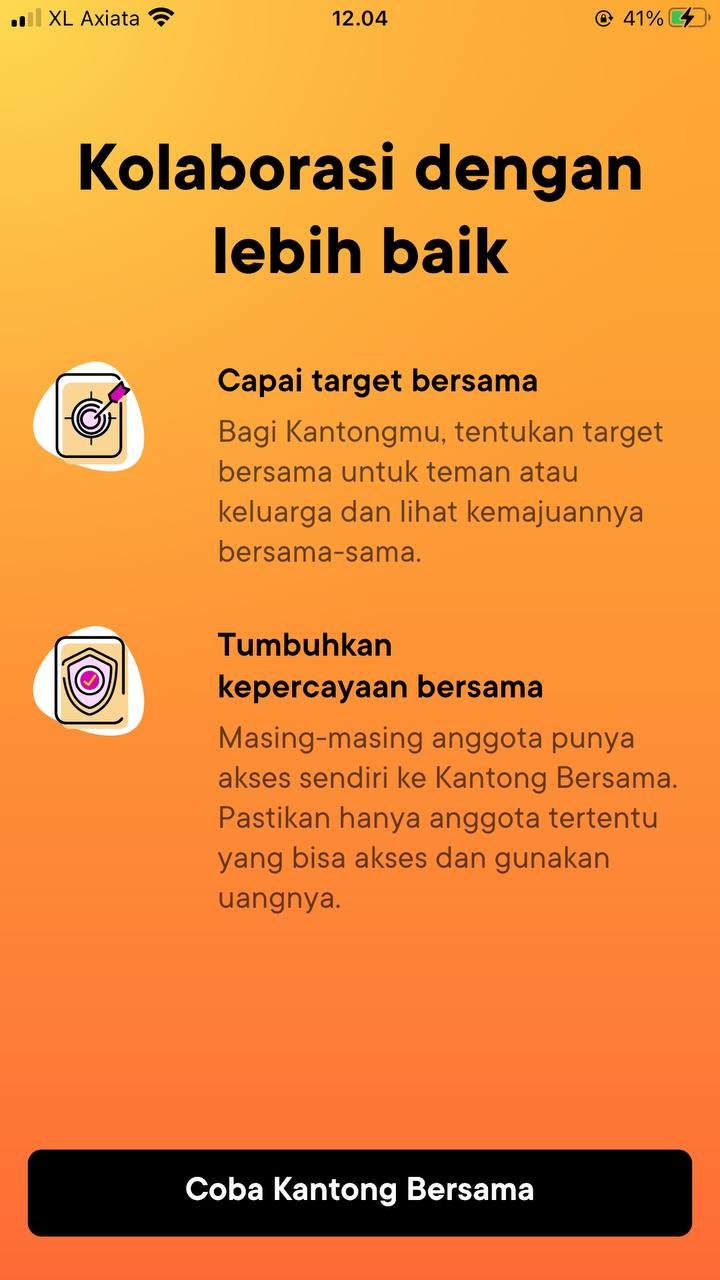 XL Axiata
12.04
41%
Kolaborasi dengan
lebih baik
Capai target bersama
Bagi Kantongmu, tentukan target
bersama untuk teman atau
keluarga dan lihat kemajuannya
bersama-sama.
Tumbuhkan
kepercayaan bersama
Masing-masing anggota punya
akses sendiri ke Kantong Bersama.
Pastikan hanya anggota tertentu
yang bisa akses dan gunakan
uangnya.
Coba Kantong Bersama